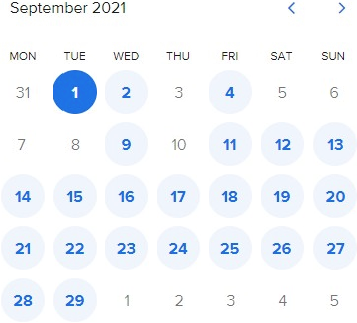 September 2021
MON TUE WED THU FRI SAT SUN
31 1 2 3 4 5 6
7 8 9 10 11 12 13
14 15 16 17 18 19 20
21 22 23 24 25 26 27
28 29 1 2 3 4 5